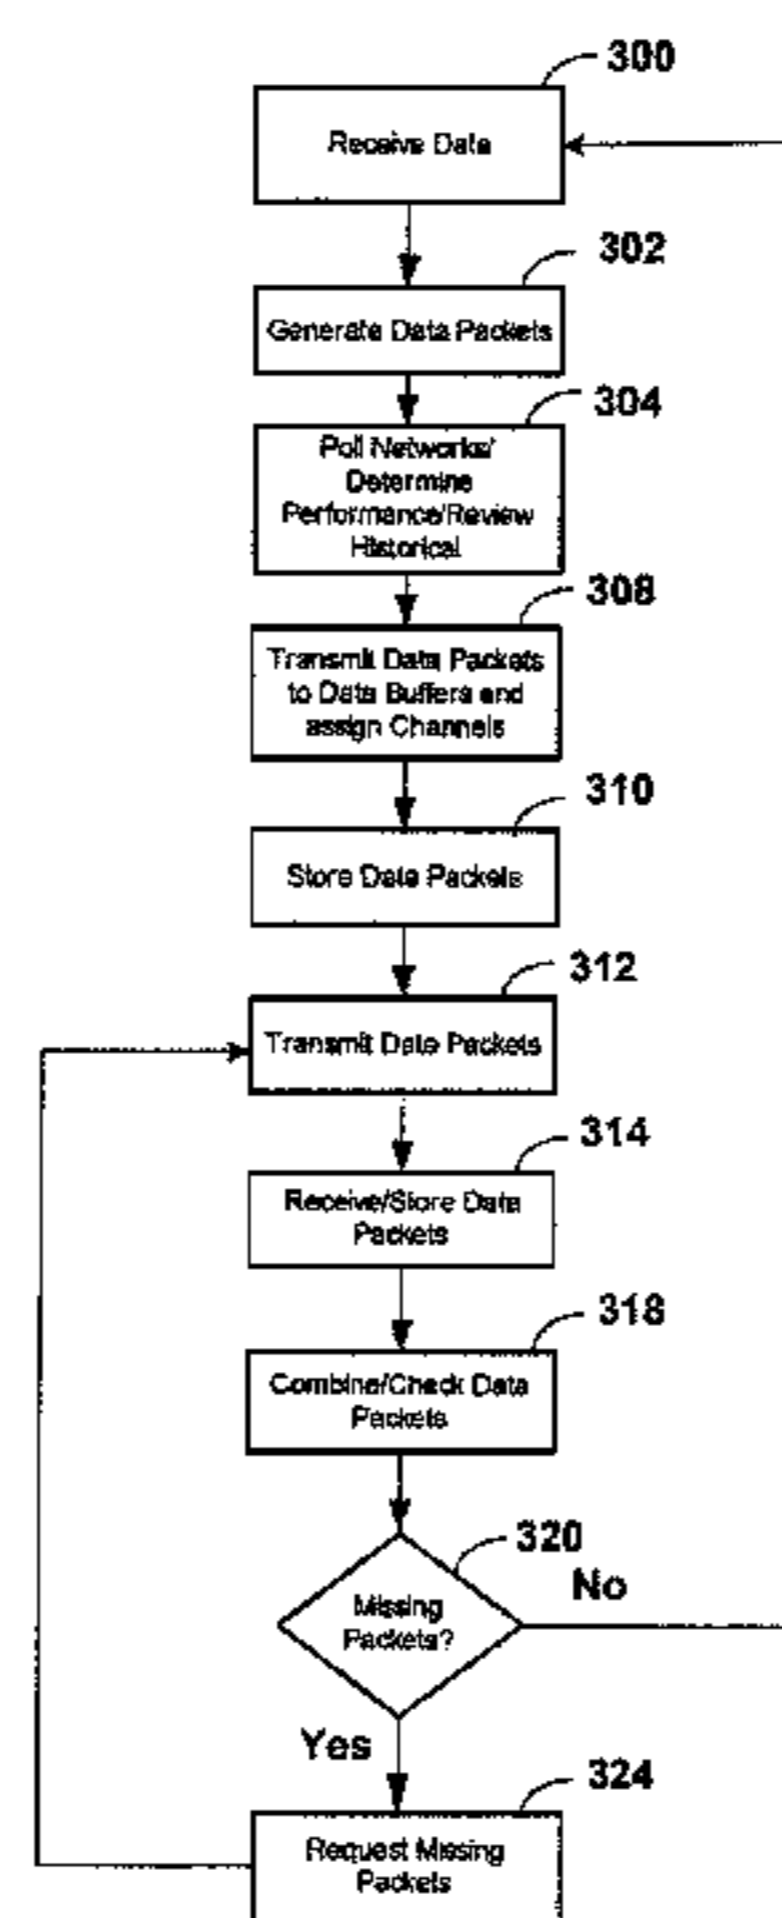 300
Receive Data
302
Generate Data Packets
304
Poll Networks/
Determine
Performance/Review
Historical
308
Transmit Data Packets
to Data Buffers and
assign Channels
310
Store Data Packets
312
Transmit Data Packets
314
Receive/Store Data
Packets
318
Combine/Check Data
Packets
320
No
Missing
Packets?
Yes
324
Request Missing
Packets